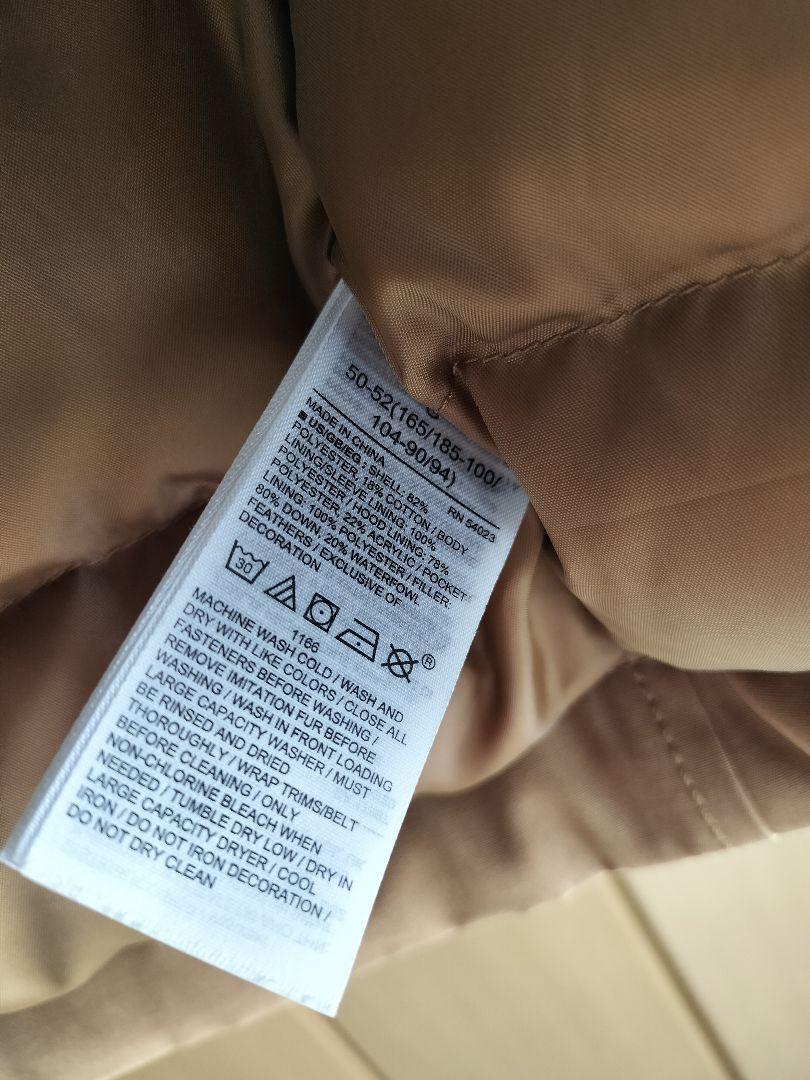 50-52(165/185-100/
104-90/94)
MADE IN CHINA
RN 54023
■ US/GB/EG: SHELL: 82%
POLYESTER, 18% COTTON / BODY
LINING/SLEEVE LINING: 100%
POLYESTER / HOOD LINING: 78%
POLYESTER, 22% ACRYLIC / POCKET
LINING: 100% POLYESTER / FILLER:
80% DOWN, 20% WATERFOWL
FEATHERS / EXCLUSIVE OF
DECORATION
30
®
1166
MACHINE WASH COLD / WASH AND
DRY WITH LIKE COLORS / CLOSE ALL
FASTENERS BEFORE WASHING /
REMOVE IMITATION FUR BEFORE
WASHING / WASH IN FRONT LOADING
LARGE CAPACITY WASHER / MUST
BE RINSED AND DRIED
THOROUGHLY / WRAP TRIMS/BELT
BEFORE CLEANING / ONLY
NON-CHLORINE BLEACH WHEN
NEEDED / TUMBLE DRY LOW / DRY IN
LARGE CAPACITY DRYER / COOL
IRON / DO NOT IRON DECORATION /
DO NOT DRY CLEAN